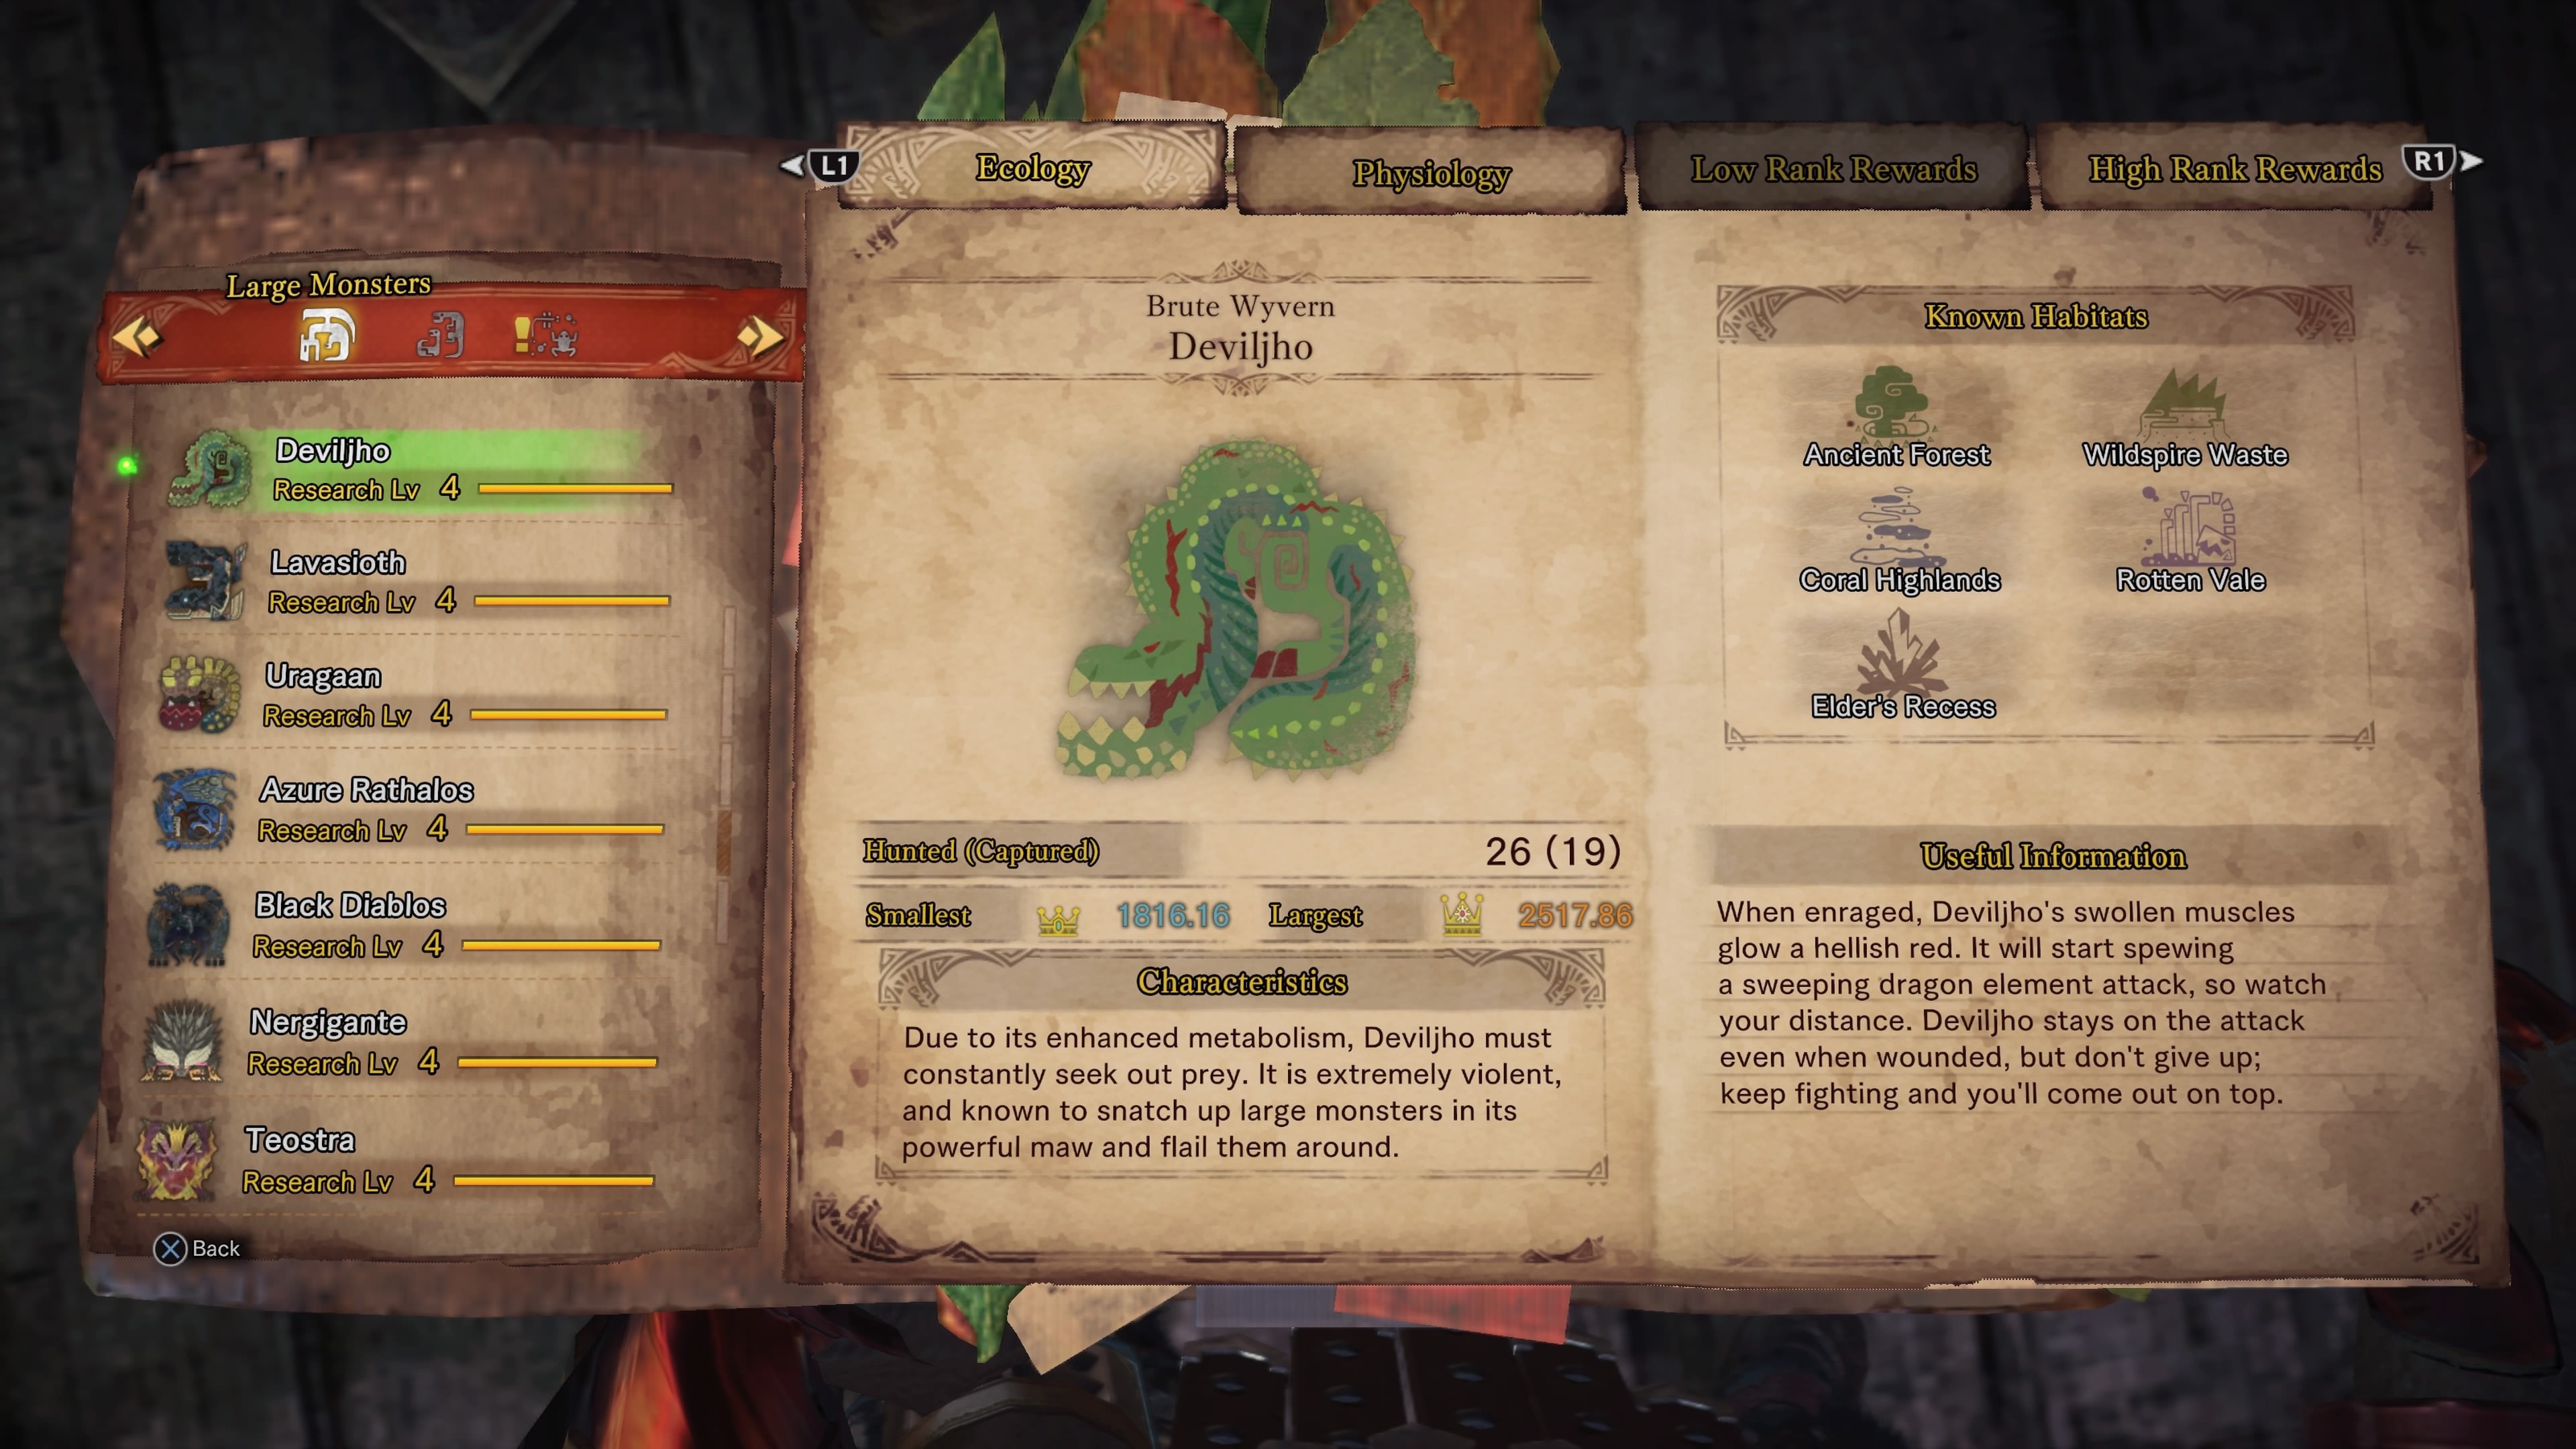 L1
Ecology
Physiology
Low Rank Rewards
High Rank Rewards
R1
Large Monsters
Deviljho
Research Lv 4
Lavasioth
Research Lv 4
Uragaan
Research Lv 4
Azure Rathalos
Research Lv 4
Black Diablos
Research Lv 4
Nergigante
Research Lv 4
Teostra
Research Lv 4
Back
Brute Wyvern
Deviljho
Hunted (Captured) 26 (19)
Smallest 1816.16 Largest 2517.86
Characteristics
Due to its enhanced metabolism, Deviljho must
constantly seek out prey. It is extremely violent,
and known to snatch up large monsters in its
powerful maw and flail them around.
Known Habitats
Ancient Forest
Wildspire Waste
Coral Highlands
Rotten Vale
Elder's Recess
Useful Information
When enraged, Deviljho's swollen muscles
glow a hellish red. It will start spewing
a sweeping dragon element attack, so watch
your distance. Deviljho stays on the attack
even when wounded, but don't give up;
keep fighting and you'll come out on top.